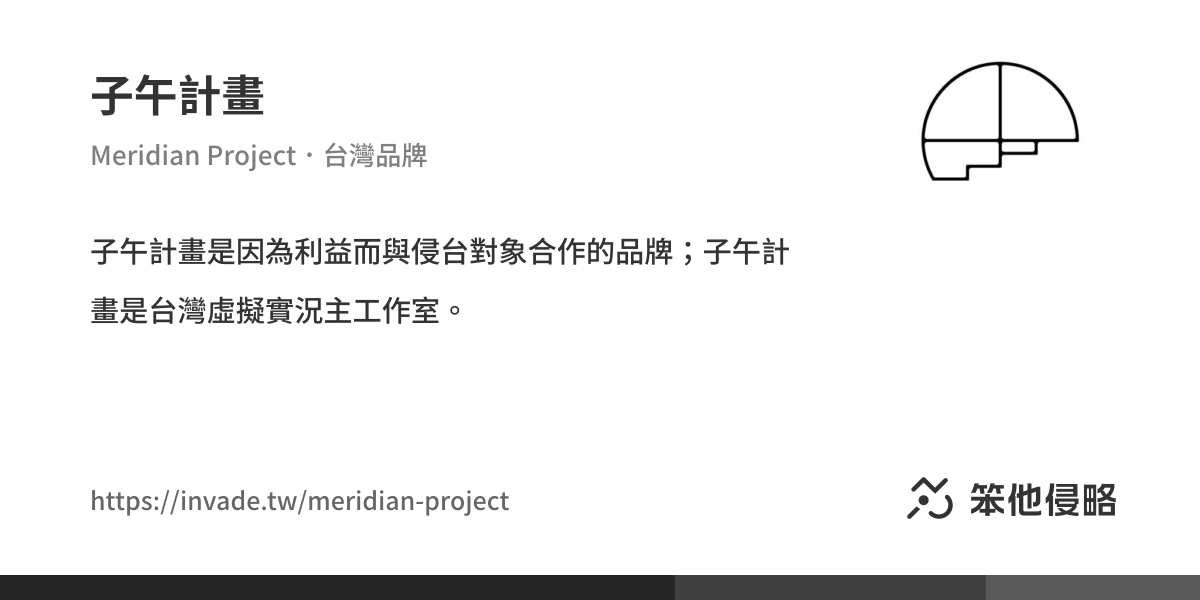 子午計畫
Meridian Project・台灣品牌
子午計畫是因為利益而與侵台對象合作的品牌；子午計
畫是台灣虛擬實況主工作室。
https://invade.tw/meridian-project
笨他侵略